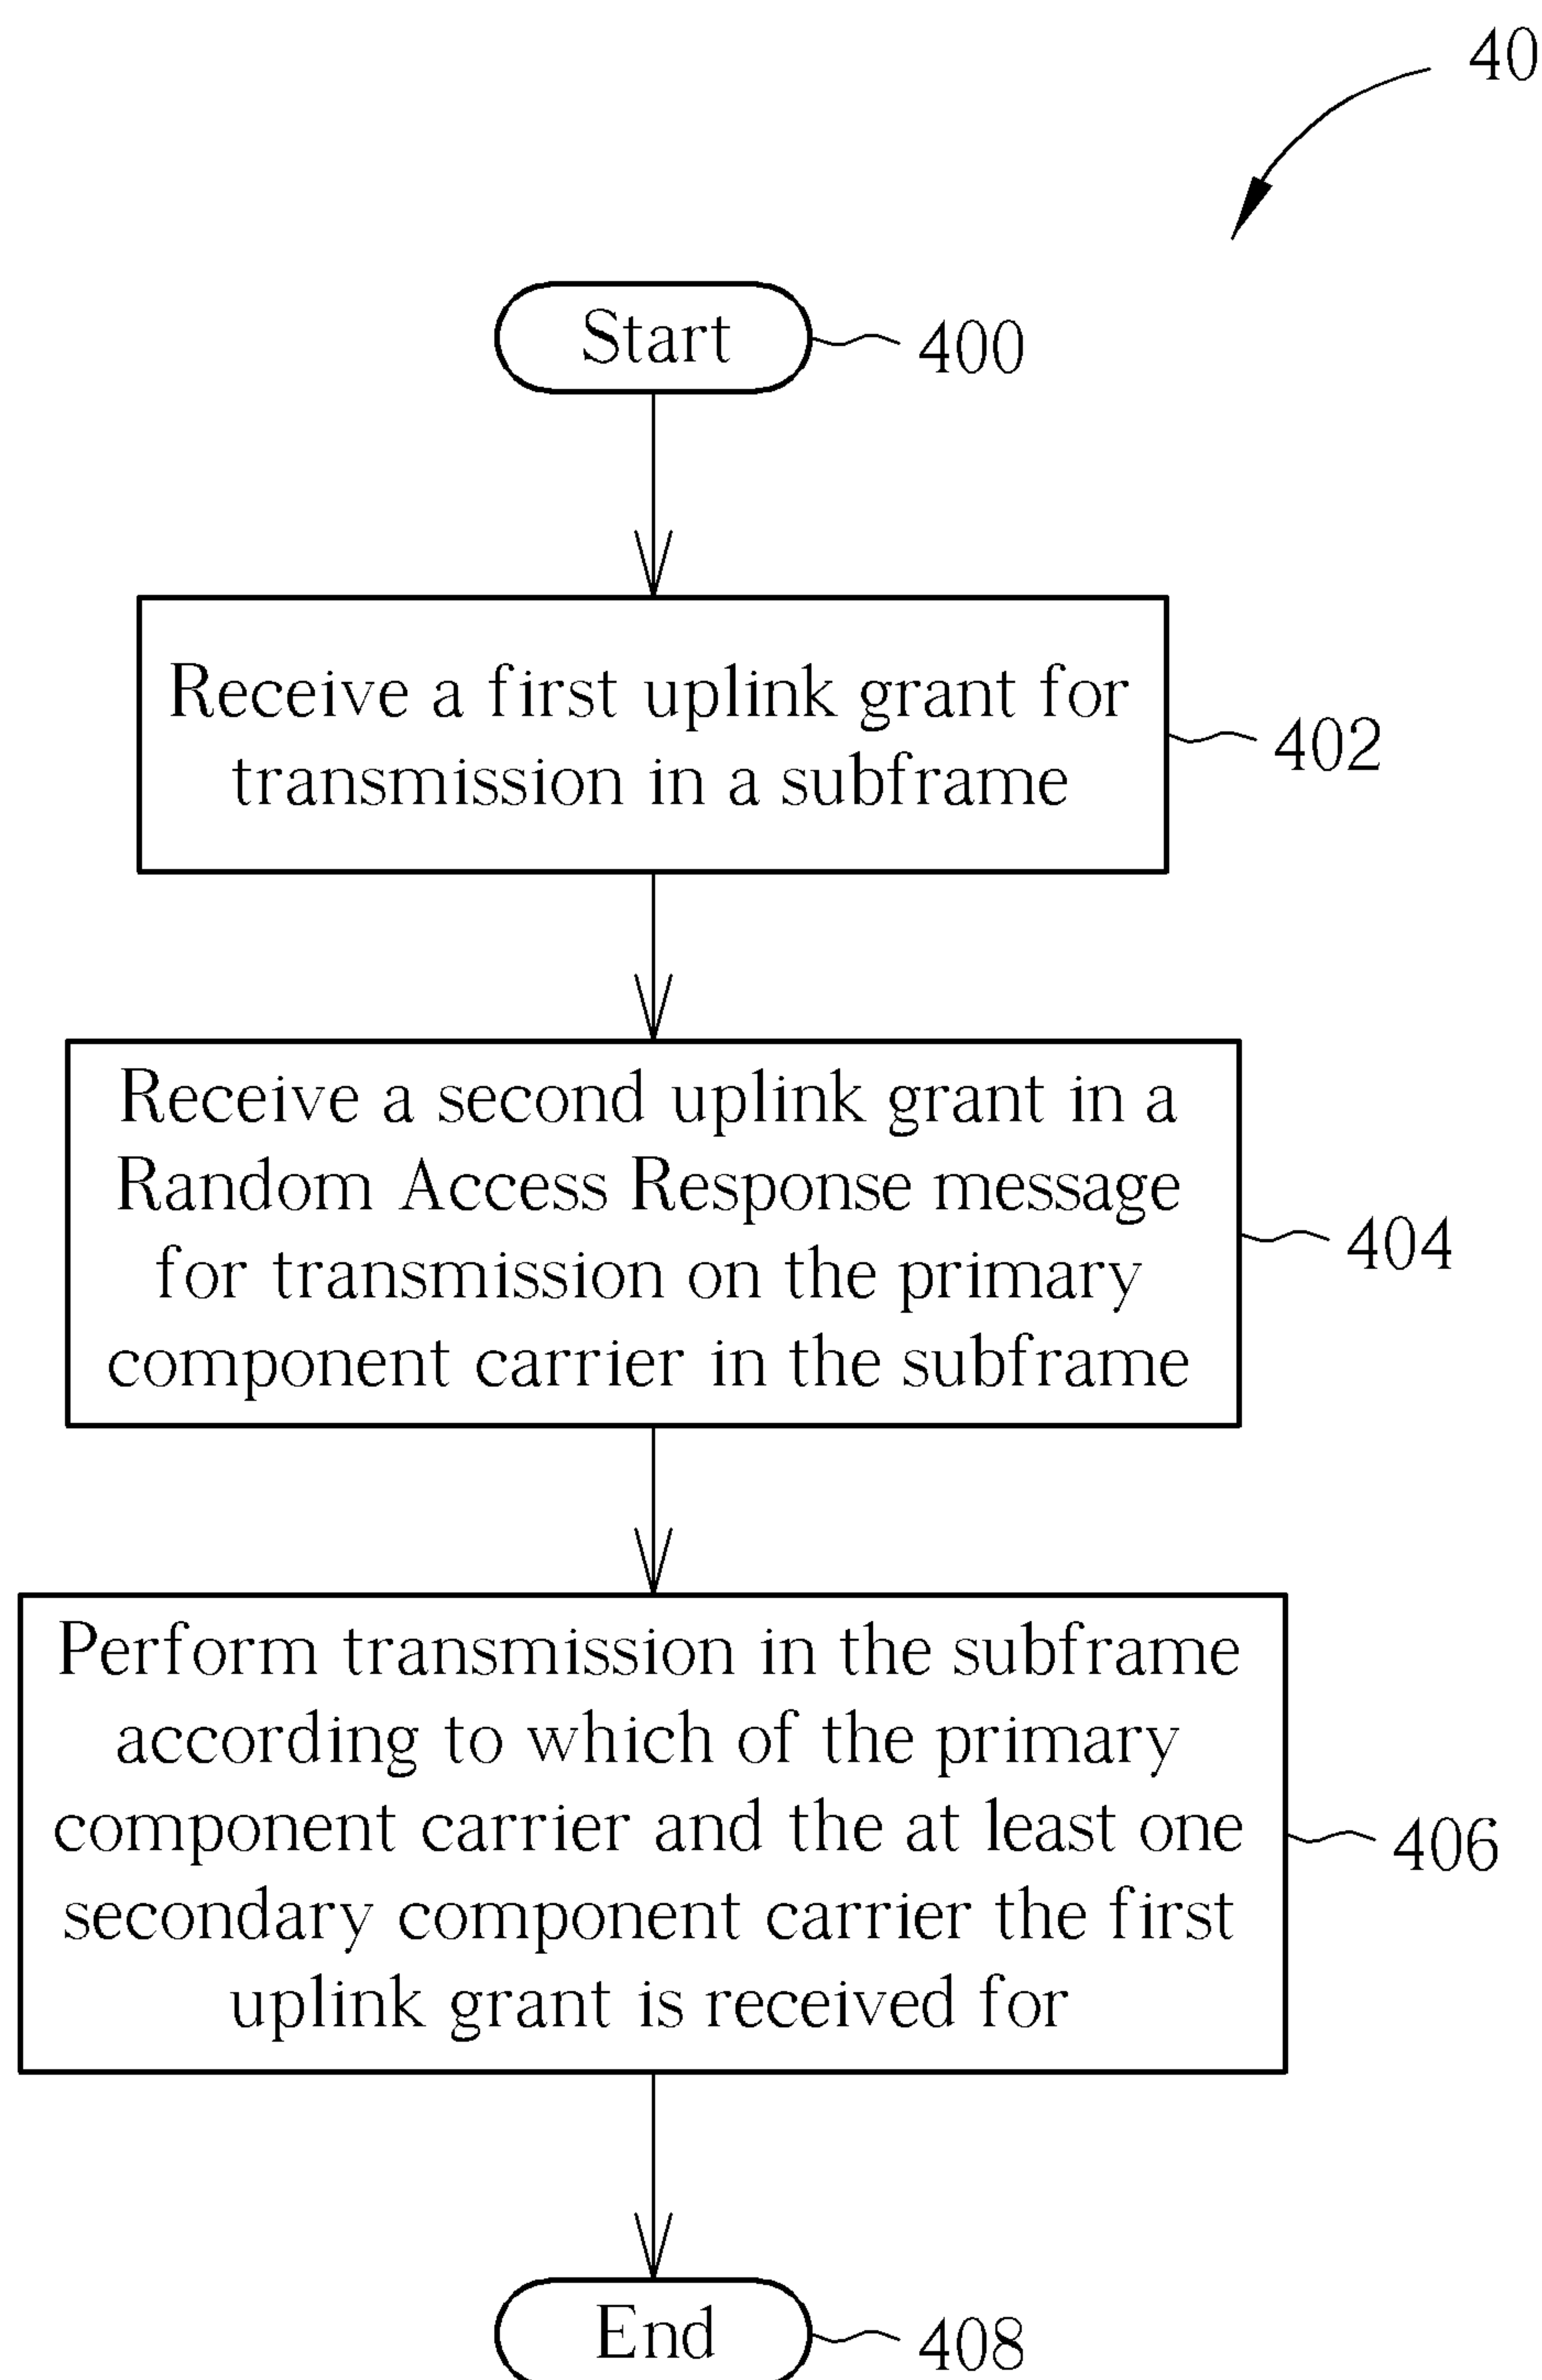 40
Start
400
Receive a first uplink grant for
transmission in a subframe
402
Receive a second uplink grant in a
Random Access Response message
for transmission on the primary
component carrier in the subframe
404
Perform transmission in the subframe
according to which of the primary
component carrier and the at least one
secondary component carrier the first
uplink grant is received for
406
End
408